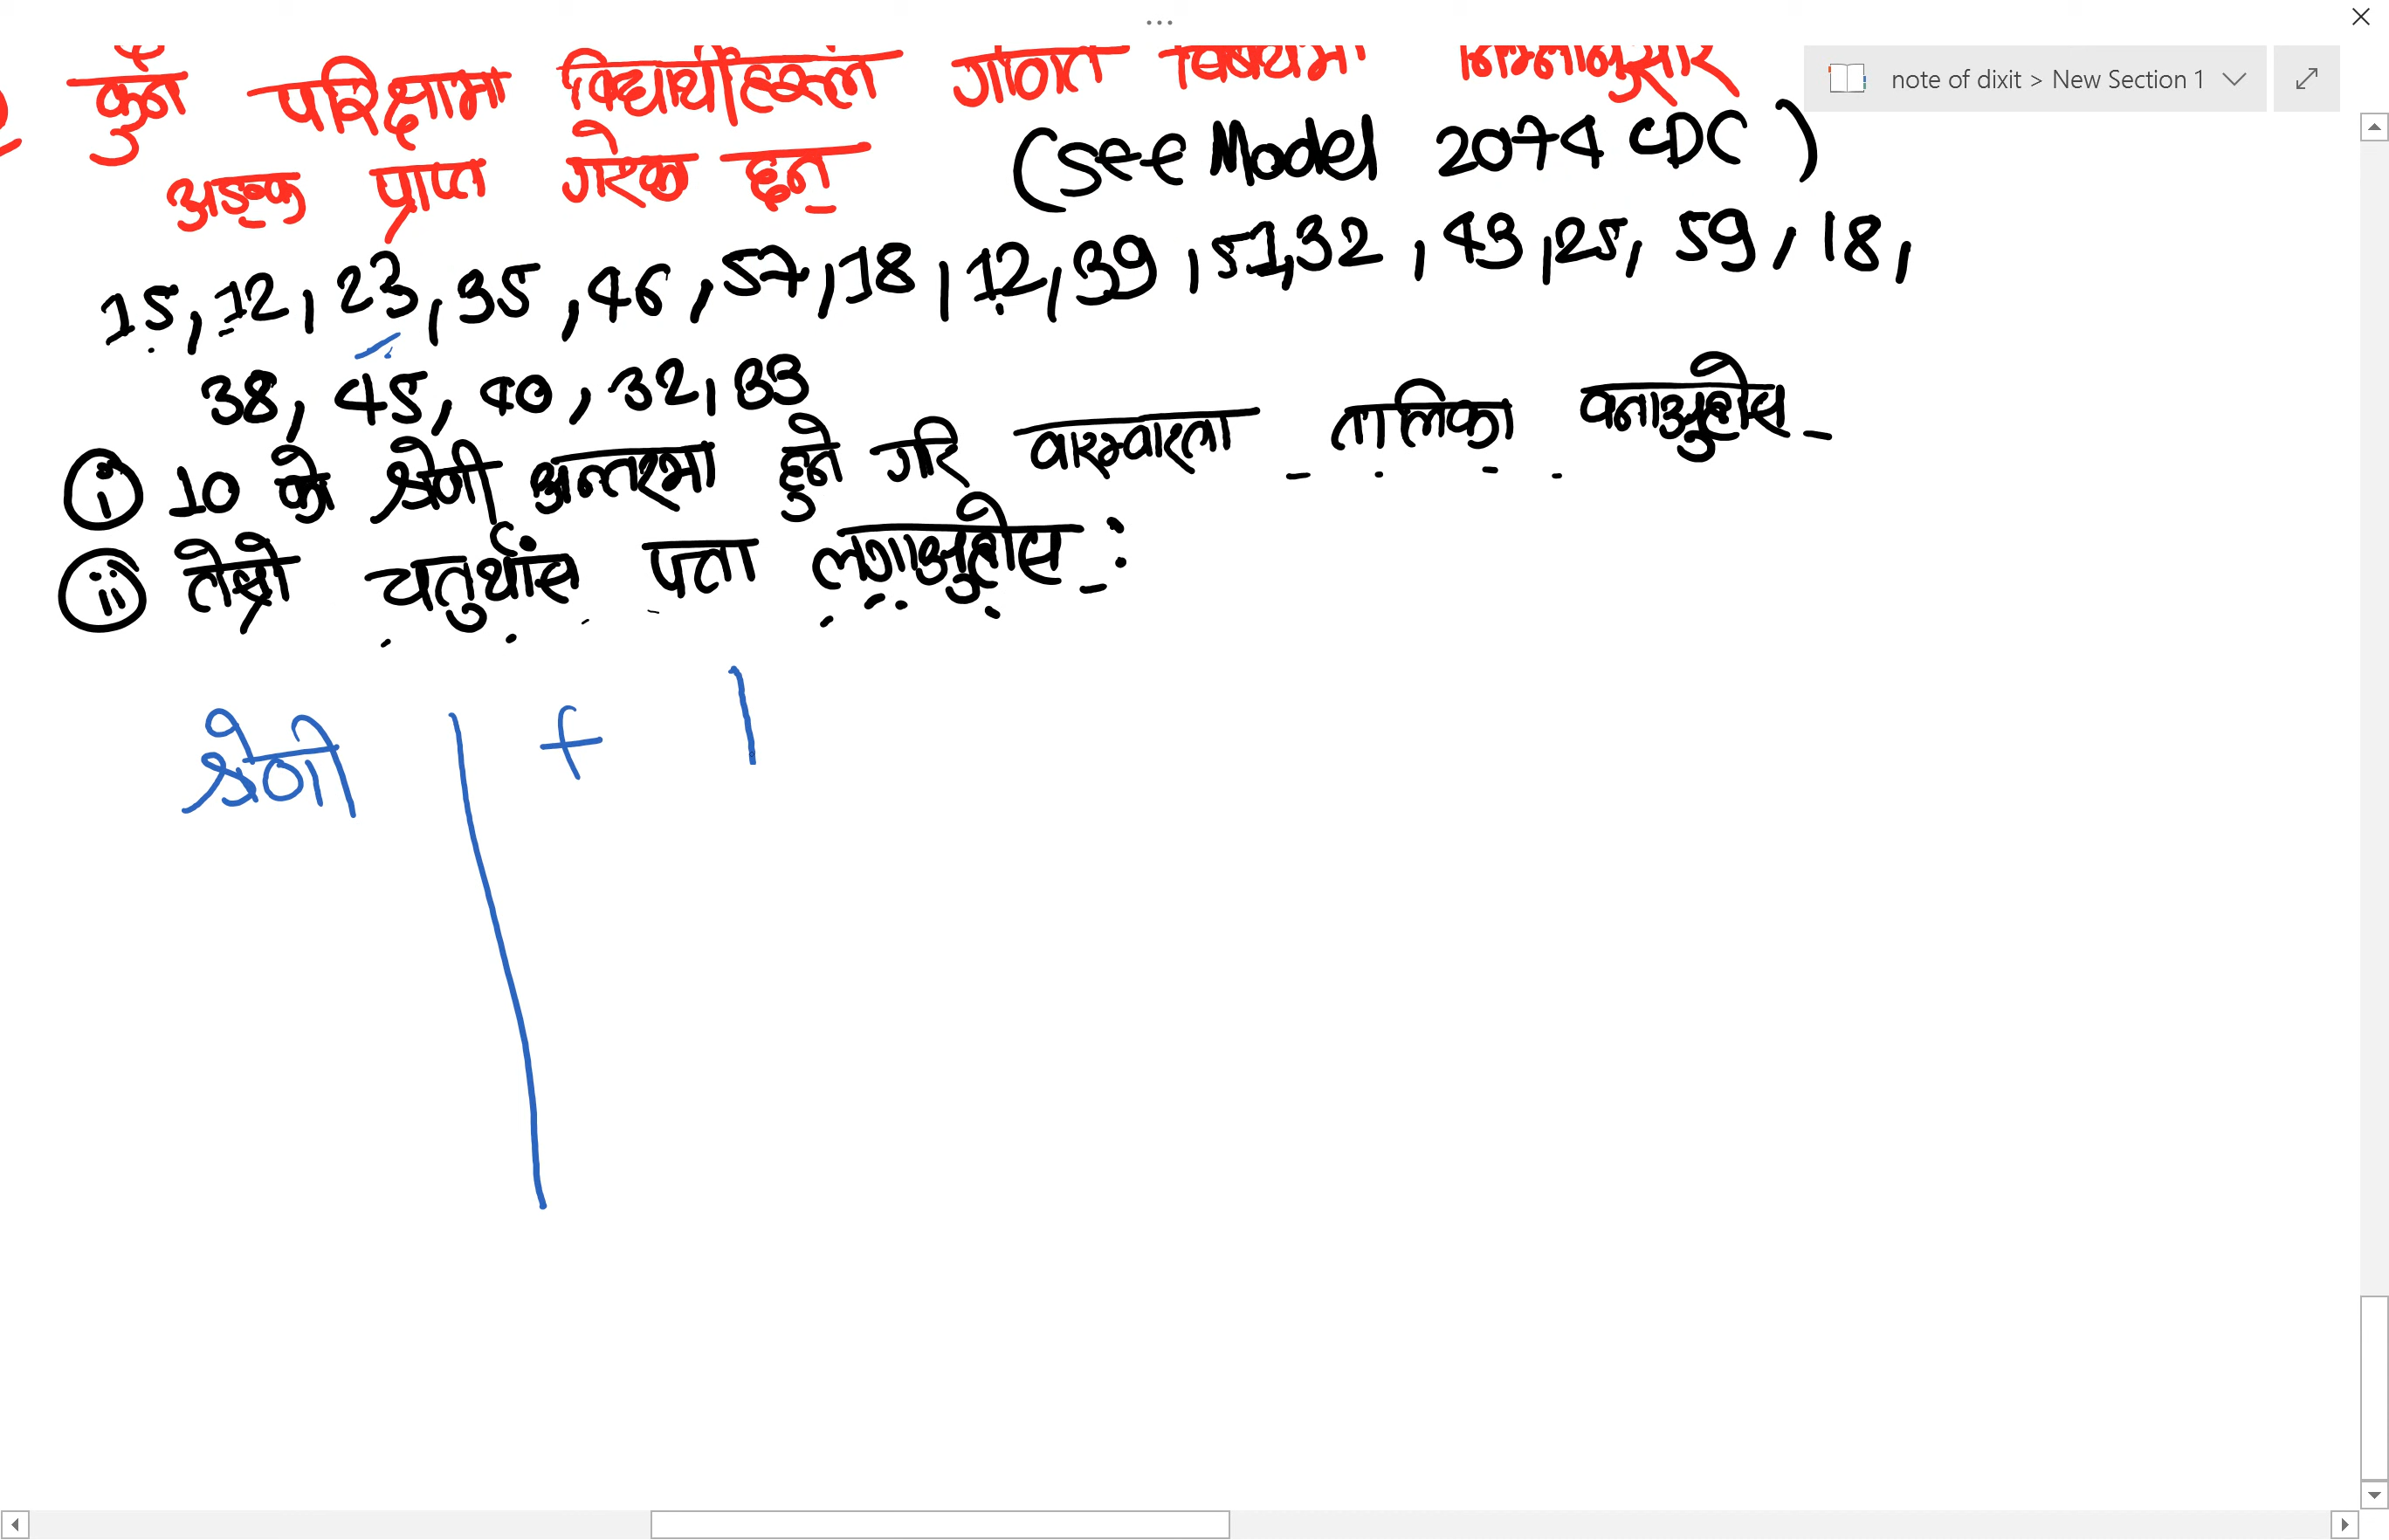 note of dixit > New Section 1
कुनै परिक्षामा विद्यार्थीहरूले गणित विषयमा निम्नानुसार
अङ्क प्राप्त गरेका छन्
(SEE Model 2074 CDC)
15, 12, 23, 35, 46, 57, 18, 12, 39, 51, 32, 43, 25, 59, 18,
38, 45, 40, 32, 33
(i) 10 को श्रेणी अन्तरमा हुने गरि बारम्बारता तालिका बनाउनुहोस्
(ii) तेस्रो चतुर्थांश पत्ता लगाउनुहोस :
श्रेणी | f |